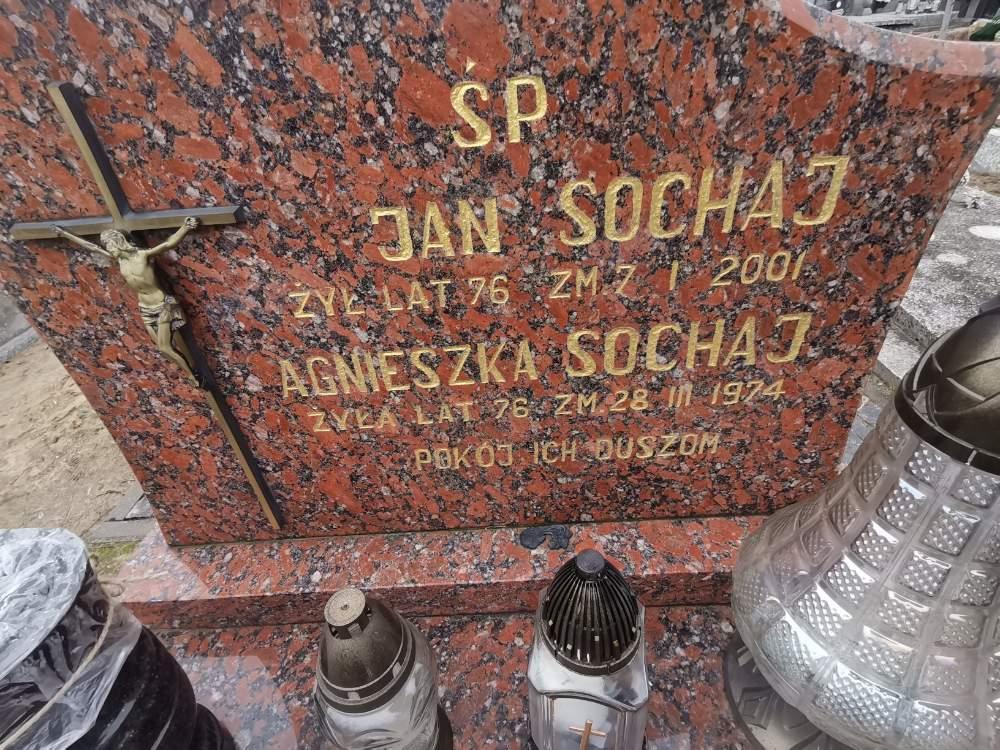 ŚP
JAN SOCHAJ
ŻYŁ LAT 76 ZM. 7 I 2001
AGNIESZKA SOCHAJ
ŻYŁA LAT 76 ZM. 28 III 1974
POKÓJ ICH DUSZOM